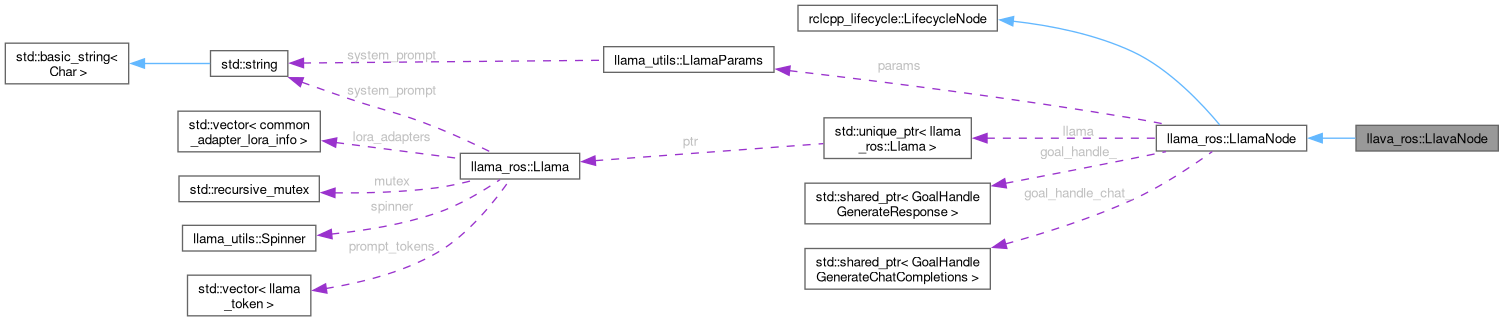 rclcpp_lifecycle::LifecycleNode
std::basic_string<
Char >
std::string
system_prompt
llama_utils::LlamaParams
params
system_prompt
std::vector< common
_adapter_lora_info >
lora_adapters
std::unique_ptr< llama
_ros::Llama >
llama
llama_ros::LlamaNode
llava_ros::LlavaNode
ptr
goal_handle_
llama_ros::Llama
std::recursive_mutex
mutex
spinner
std::shared_ptr< GoalHandle
GenerateResponse >
goal_handle_chat_
llama_utils::Spinner
prompt_tokens
std::shared_ptr< GoalHandle
GenerateChatCompletions >
std::vector< llama
_token >